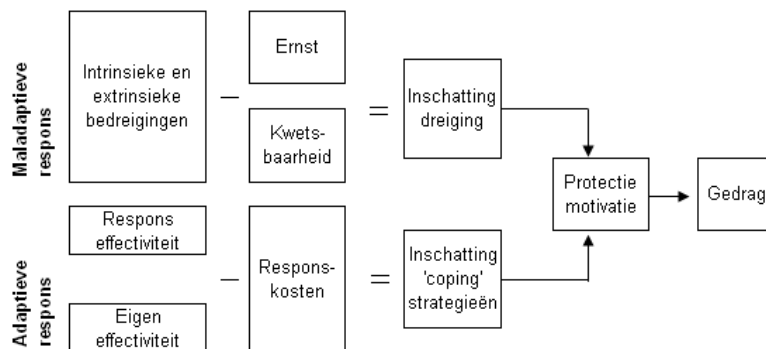 Maladaptieve
respons
Intrinsieke en
extrinsieke
bedreigingen
–
Ernst
Kwets-
baarheid
=
Inschatting
dreiging
Protectie
motivatie
Gedrag
Adaptieve
respons
Respons
effectiviteit
Eigen
effectiviteit
–
Respons-
kosten
=
Inschatting
'coping'
strategieën